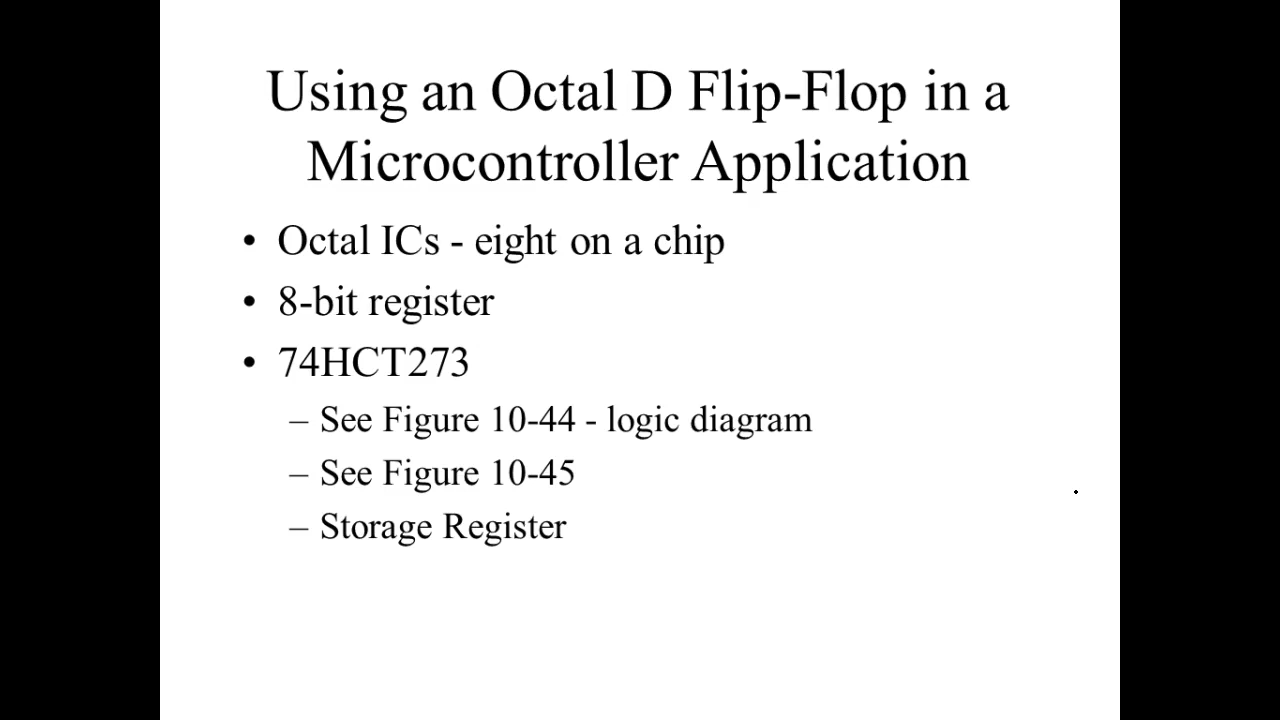 Using an Octal D Flip-Flop in a
Microcontroller Application
• Octal ICs - eight on a chip
• 8-bit register
• 74HCT273
– See Figure 10-44 - logic diagram
– See Figure 10-45
– Storage Register